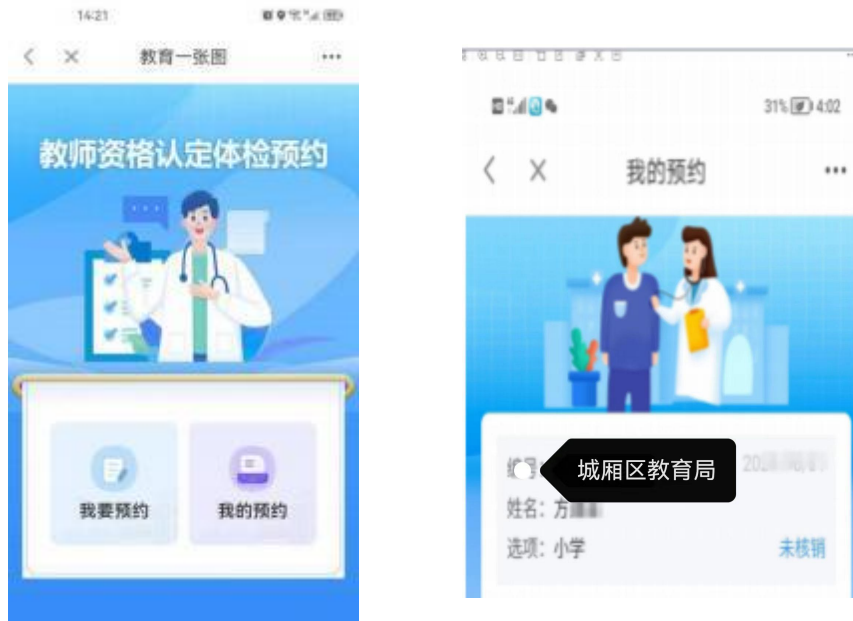 14:21
教育一张图
教师资格认定体检预约
我要预约
我的预约
31% 4:02
我的预约
城厢区教育局
姓名：方
选项：小学
未核销